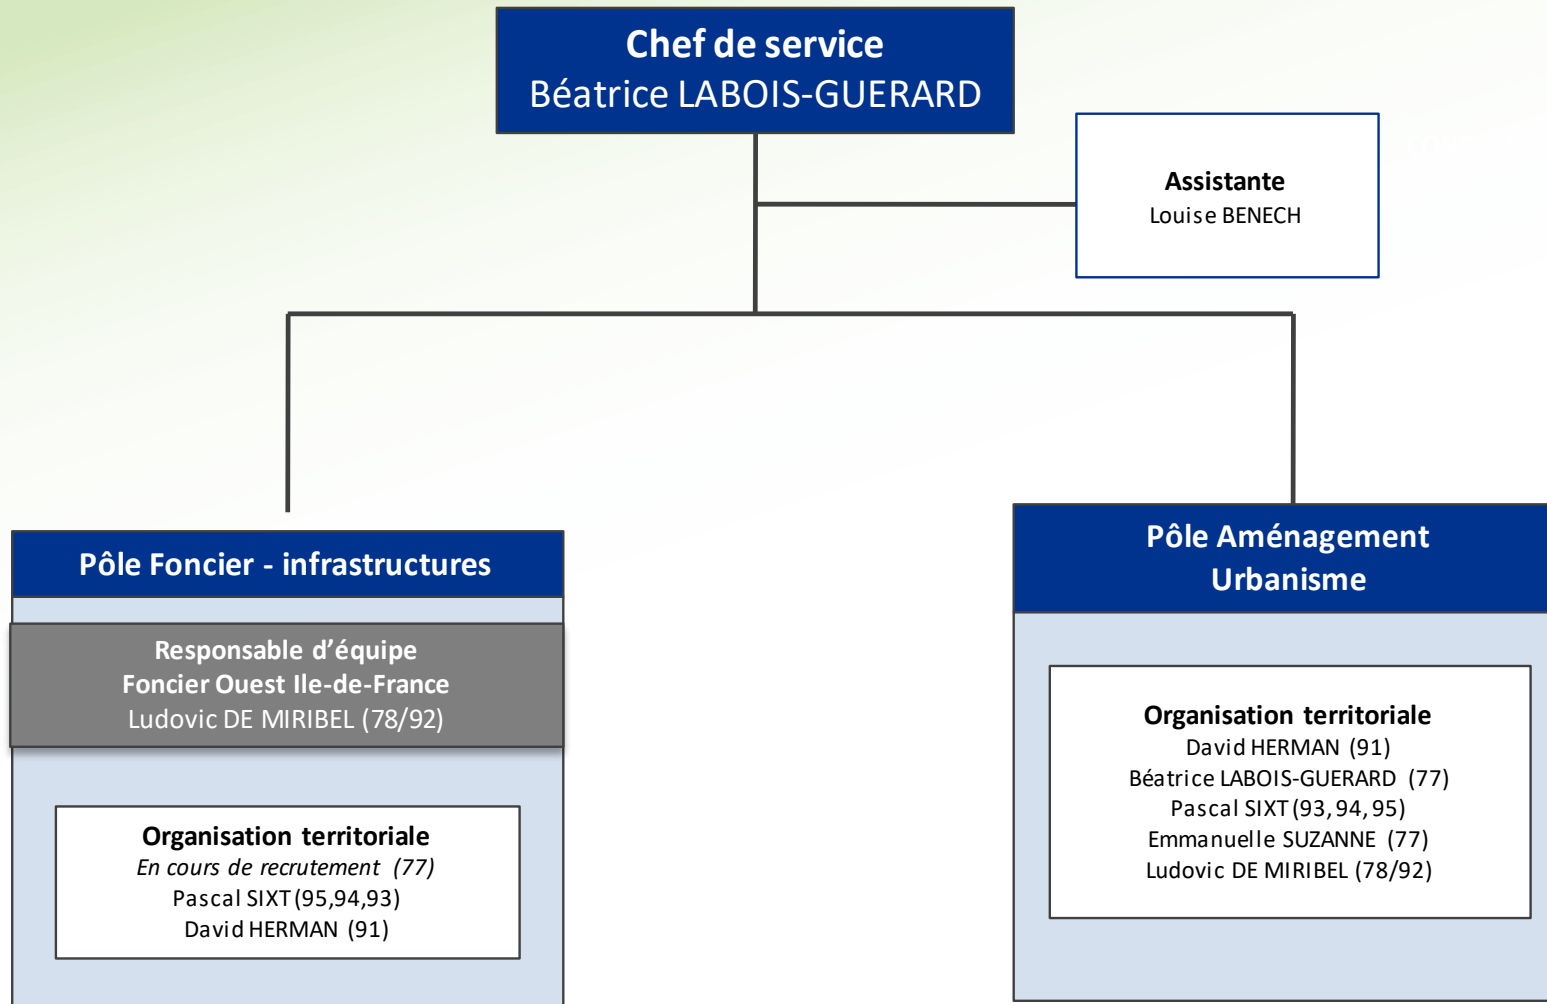 Chef de service
Béatrice LABOIS-GUERARD
Assistante
Louise BENECH
Pôle Foncier - infrastructures
Responsable d’équipe
Foncier Ouest Ile-de-France
Ludovic DE MIRIBEL (78/92)
Organisation territoriale
En cours de recrutement (77)
Pascal SIXT (95,94,93)
David HERMAN (91)
Pôle Aménagement
Urbanisme
Organisation territoriale
David HERMAN (91)
Béatrice LABOIS-GUERARD (77)
Pascal SIXT (93, 94, 95)
Emmanuelle SUZANNE (77)
Ludovic DE MIRIBEL (78/92)